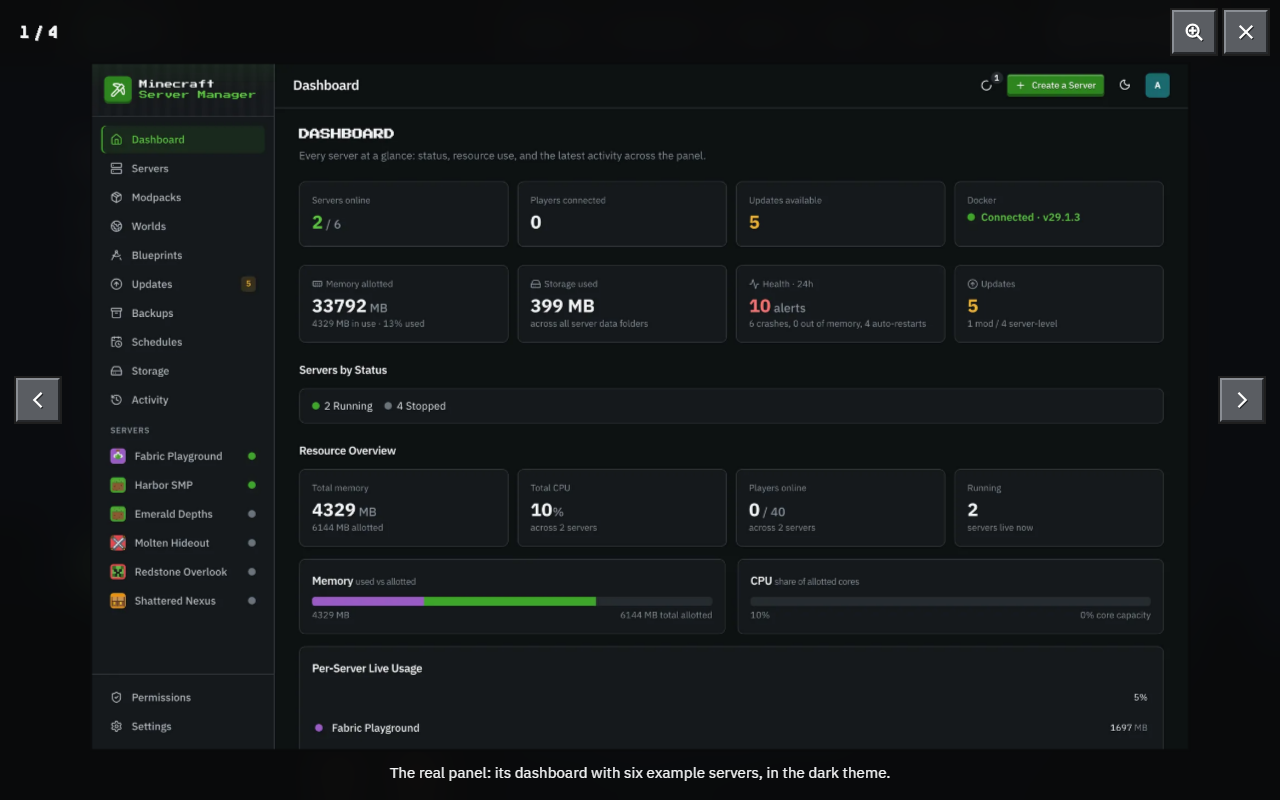 1 / 4
Minecraft
Server Manager
Dashboard
1
+ Create a Server
A
Dashboard
Servers
Modpacks
Worlds
Blueprints
Updates 5
Backups
Schedules
Storage
Activity
SERVERS
Fabric Playground
Harbor SMP
Emerald Depths
Molten Hideout
Redstone Overlook
Shattered Nexus
Permissions
Settings
DASHBOARD
Every server at a glance: status, resource use, and the latest activity across the panel.
Servers online
2 / 6
Players connected
0
Updates available
5
Docker
Connected · v29.1.3
Memory allotted
33792 MB
4329 MB in use · 13% used
Storage used
399 MB
across all server data folders
Health · 24h
10 alerts
6 crashes, 0 out of memory, 4 auto-restarts
Updates
5
1 mod / 4 server-level
Servers by Status
2 Running 4 Stopped
Resource Overview
Total memory
4329 MB
6144 MB allotted
Total CPU
10%
across 2 servers
Players online
0 / 40
across 2 servers
Running
2
servers live now
Memory used vs allotted
4329 MB 6144 MB total allotted
CPU share of allotted cores
10% 0% core capacity
Per-Server Live Usage
5%
Fabric Playground 1697 MB
The real panel: its dashboard with six example servers, in the dark theme.